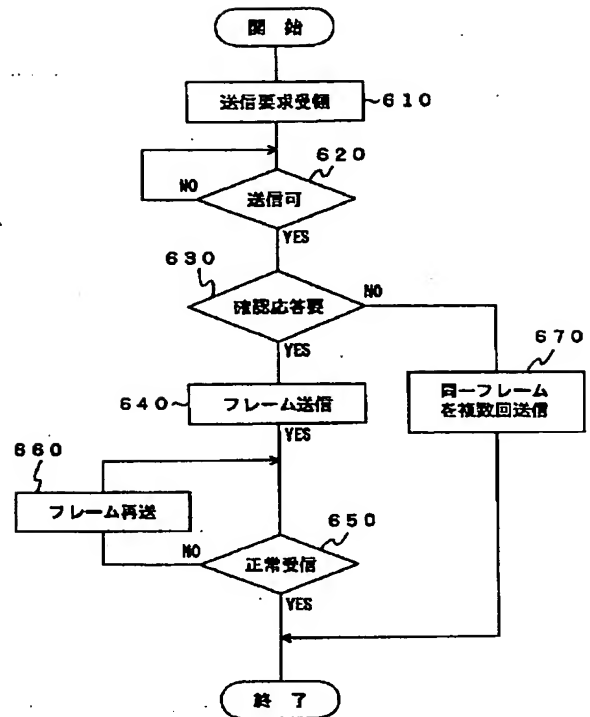 開 始
送信要求受領
~610
620
送信可
NO
YES
630
確認応答要
NO
YES
670
同一フレーム
を複数回送信
640~
フレーム送信
YES
660
フレーム再送
650
正常受信
NO
YES
終 了